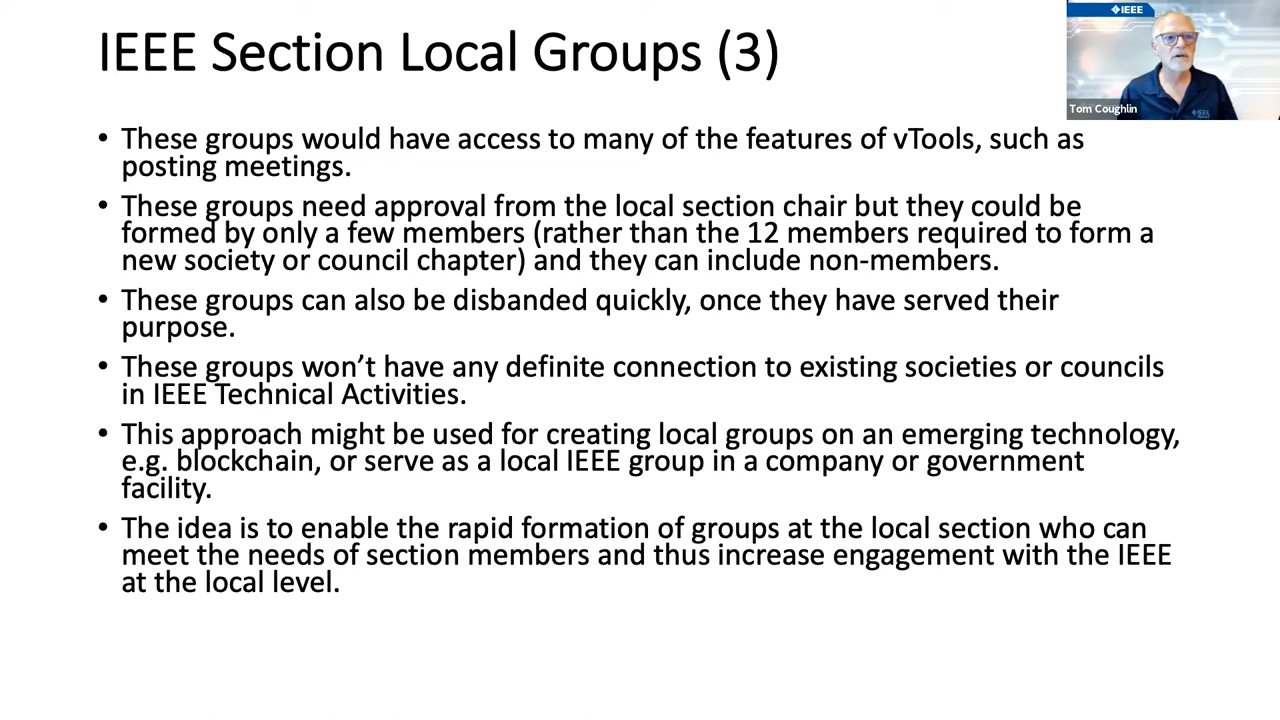 IEEE Section Local Groups (3)
IEEE
Tom Coughlin
• These groups would have access to many of the features of vTools, such as
posting meetings.
• These groups need approval from the local section chair but they could be
formed by only a few members (rather than the 12 members required to form a
new society or council chapter) and they can include non-members.
• These groups can also be disbanded quickly, once they have served their
purpose.
• These groups won’t have any definite connection to existing societies or councils
in IEEE Technical Activities.
• This approach might be used for creating local groups on an emerging technology,
e.g. blockchain, or serve as a local IEEE group in a company or government
facility.
• The idea is to enable the rapid formation of groups at the local section who can
meet the needs of section members and thus increase engagement with the IEEE
at the local level.